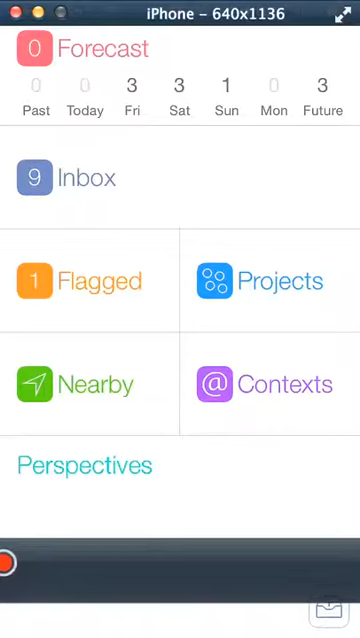 iPhone - 640x1136
0 Forecast
0 0 3 3 1 0 3
Past Today Fri Sat Sun Mon Future
9 Inbox
1 Flagged Projects
Nearby @ Contexts
Perspectives